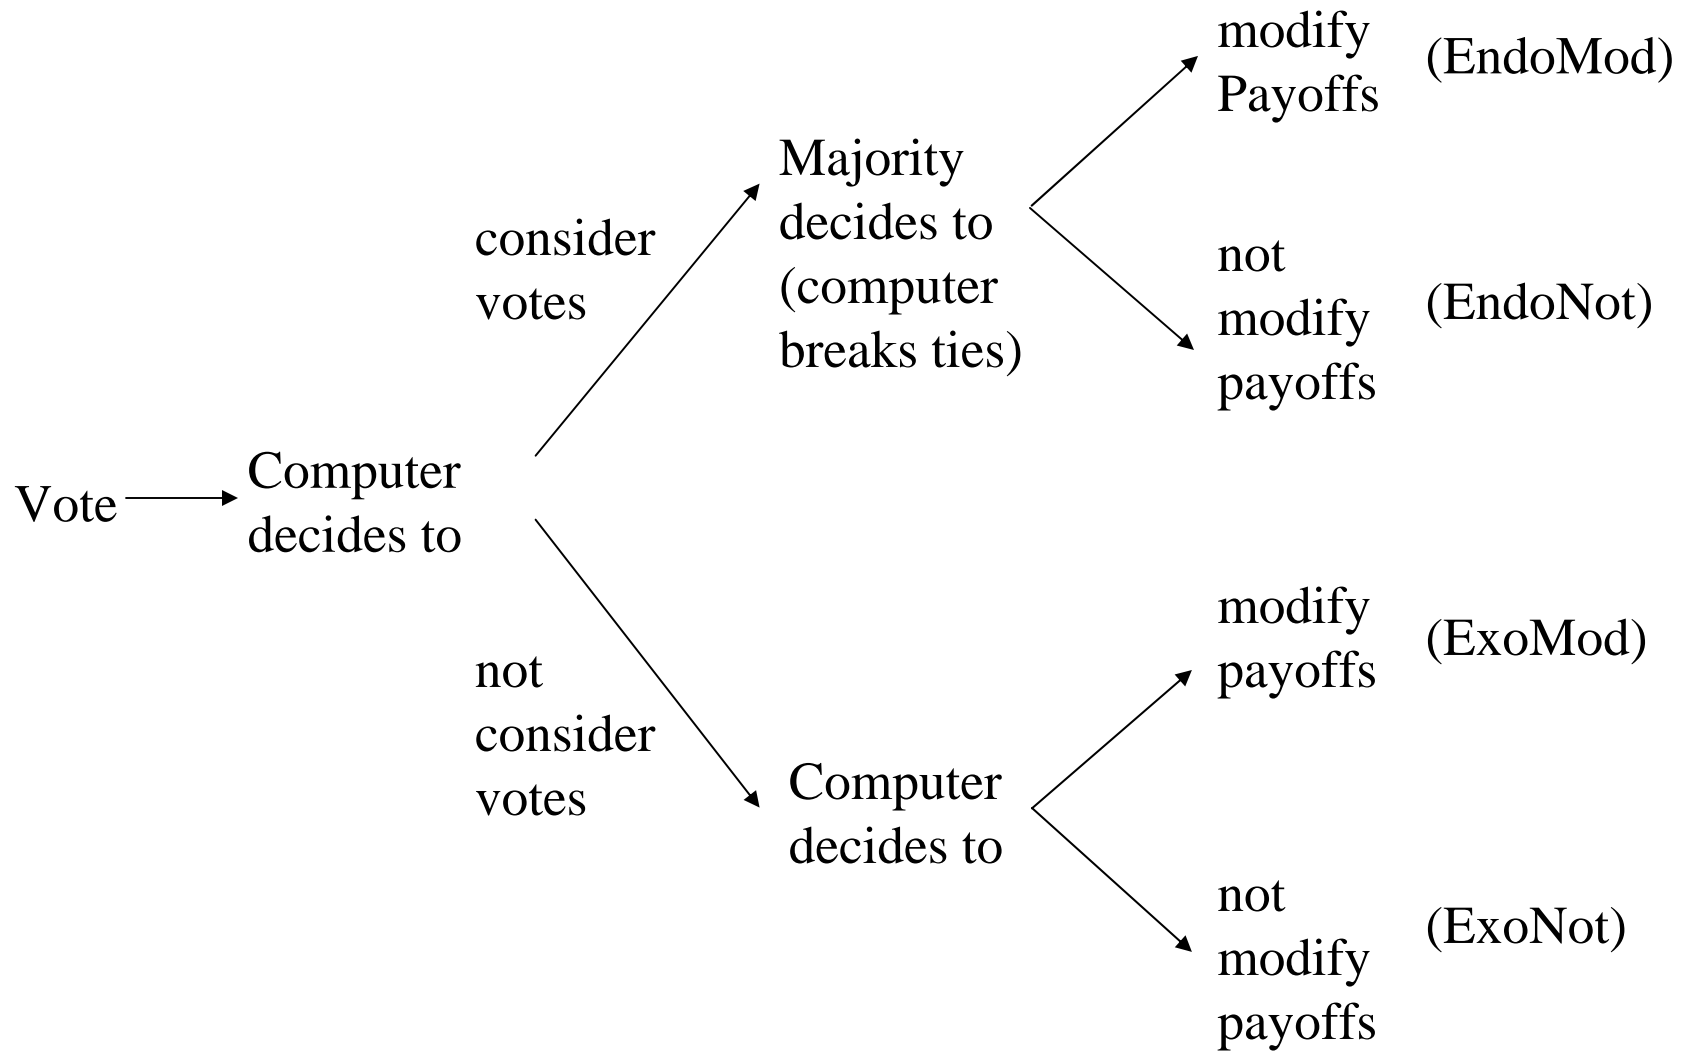 Vote
Computer
decides to
consider
votes
not
consider
votes
Majority
decides to
(computer
breaks ties)
Computer
decides to
modify
Payoffs
(EndoMod)
not
modify
payoffs
(EndoNot)
modify
payoffs
(ExoMod)
not
modify
payoffs
(ExoNot)